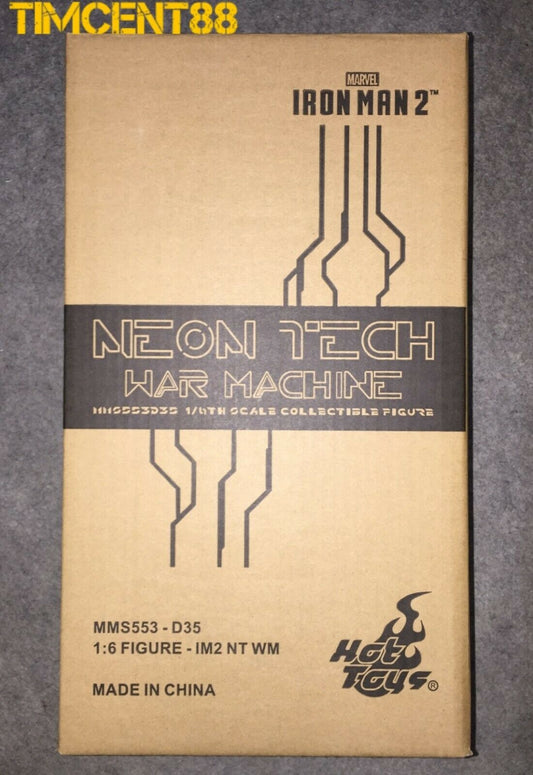 TIMCENT88
MARVEL
IRON MAN 2™
NEON TECH
WAR MACHINE
MMS553D35 1/6TH SCALE COLLECTIBLE FIGURE
MMS553 - D35
1:6 FIGURE - IM2 NT WM
MADE IN CHINA
Hot
Toys®